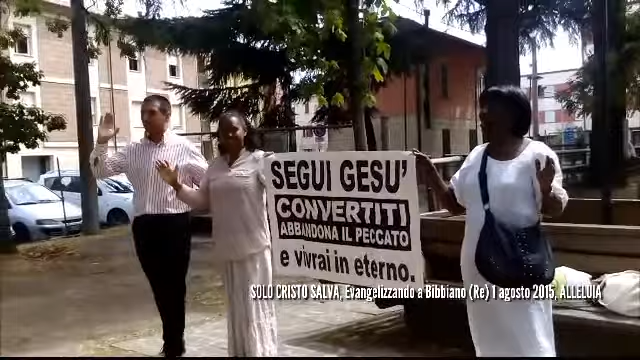 SEGUI GESU'
CONVERTITI
ABBANDONA IL PECCATO
e vivrai in eterno.
SOLO CRISTO SALVA, Evangelizzando a Bibbiano (Re) 1 agosto 2015, ALLELUIA